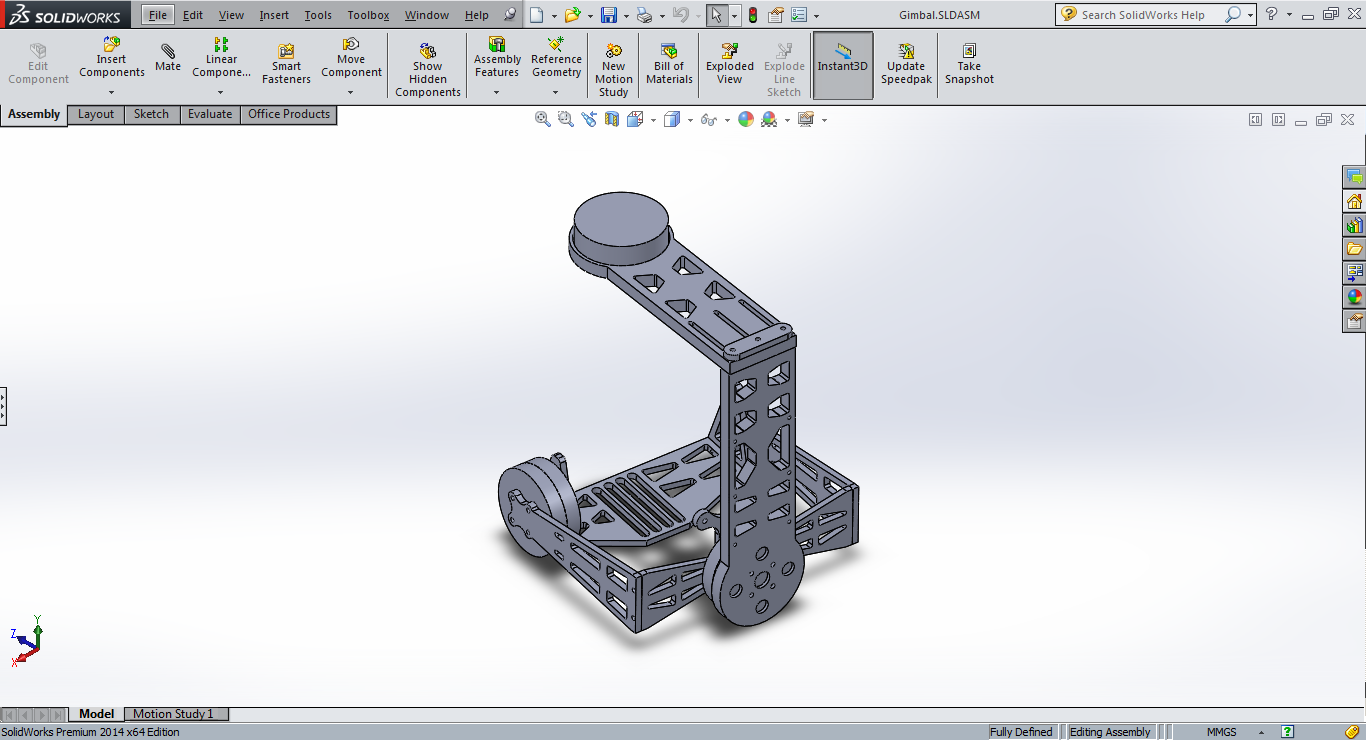 SOLIDWORKS File Edit View Insert Tools Toolbox Window Help Gimbal.SLDASM Search SolidWorks Help ?
Edit Component
Insert Components
Mate
Linear Compone...
Smart Fasteners
Move Component
Show Hidden Components
Assembly Features
Reference Geometry
New Motion Study
Bill of Materials
Exploded View
Explode Line Sketch
Instant3D
Update Speedpak
Take Snapshot
Assembly Layout Sketch Evaluate Office Products
Y
Z
X
Model Motion Study 1
SolidWorks Premium 2014 x64 Edition Fully Defined Editing Assembly MMGS ?